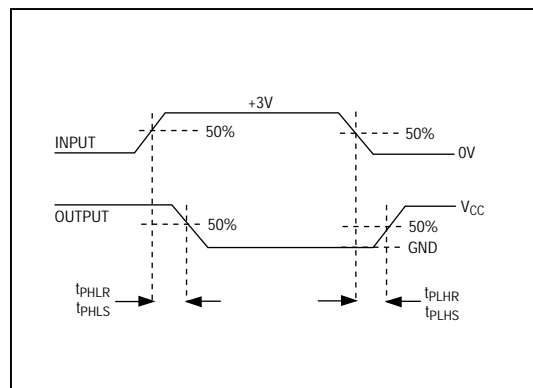 +3V
50%
50%
INPUT
0V
OUTPUT
VCC
50%
50%
GND
tPHLR
tPHLS
tPLHR
tPLHS